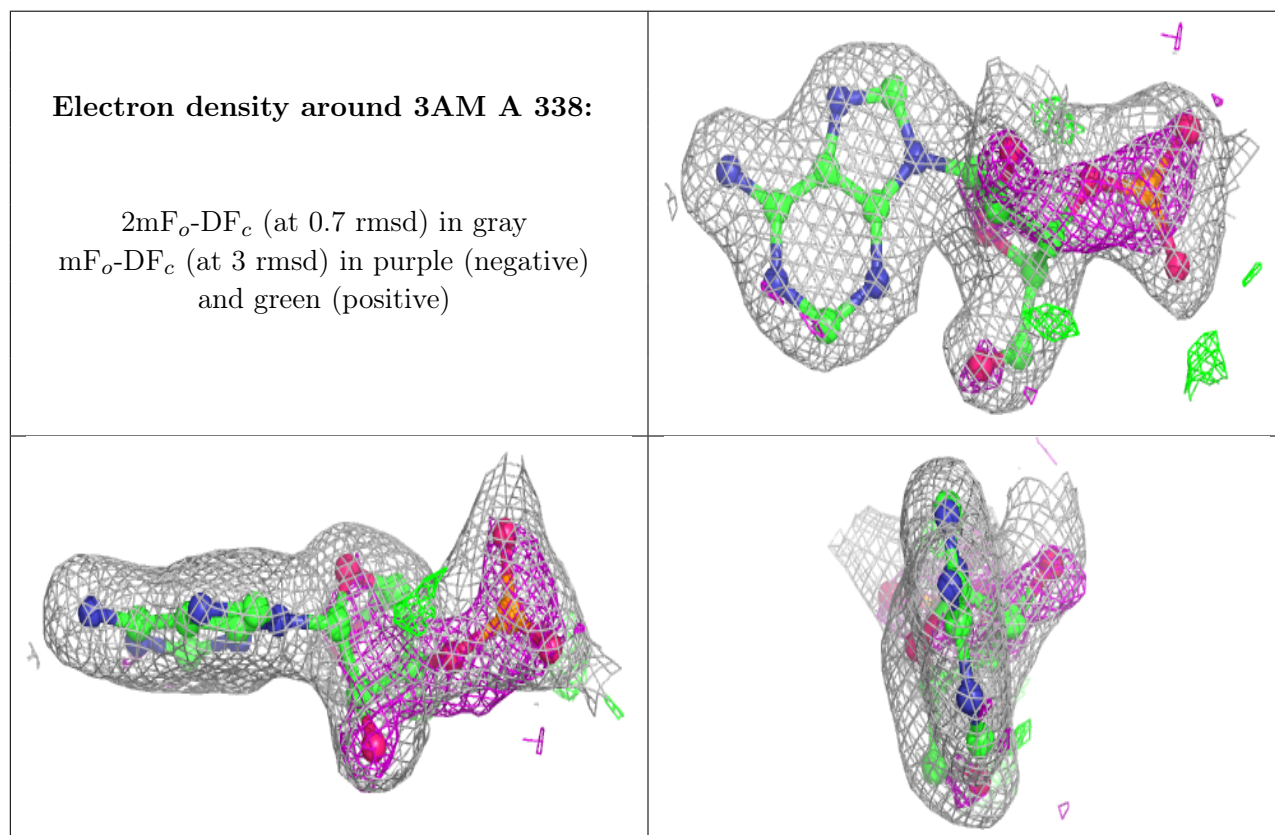 Electron density around 3AM A 338:
2mFₒ-DF𝒸 (at 0.7 rmsd) in gray
mFₒ-DF𝒸 (at 3 rmsd) in purple (negative)
and green (positive)